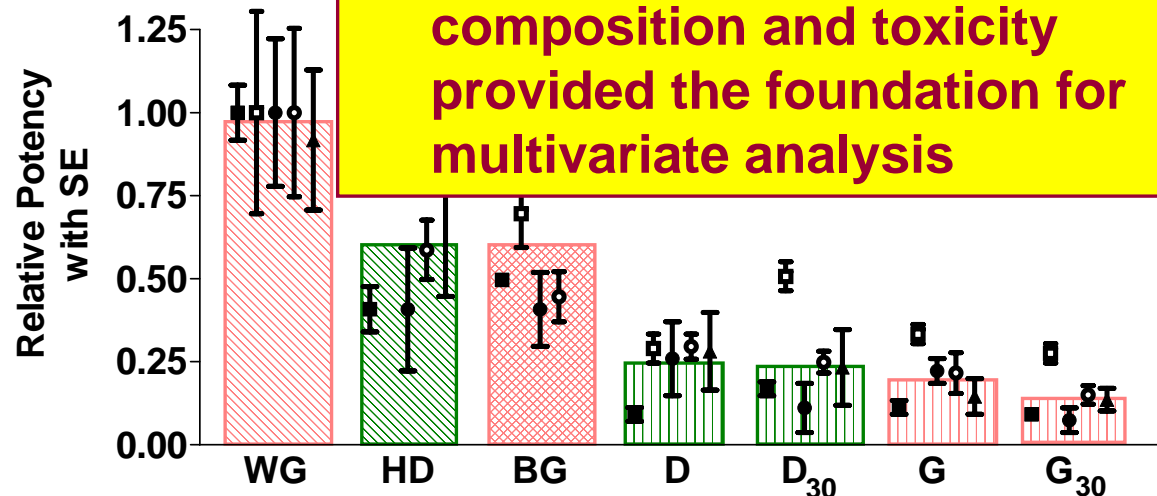 composition and toxicity
provided the foundation for
multivariate analysis
Relative Potency
with SE
1.25
1.00
0.75
0.50
0.25
0.00
WG HD BG D D30 G G30